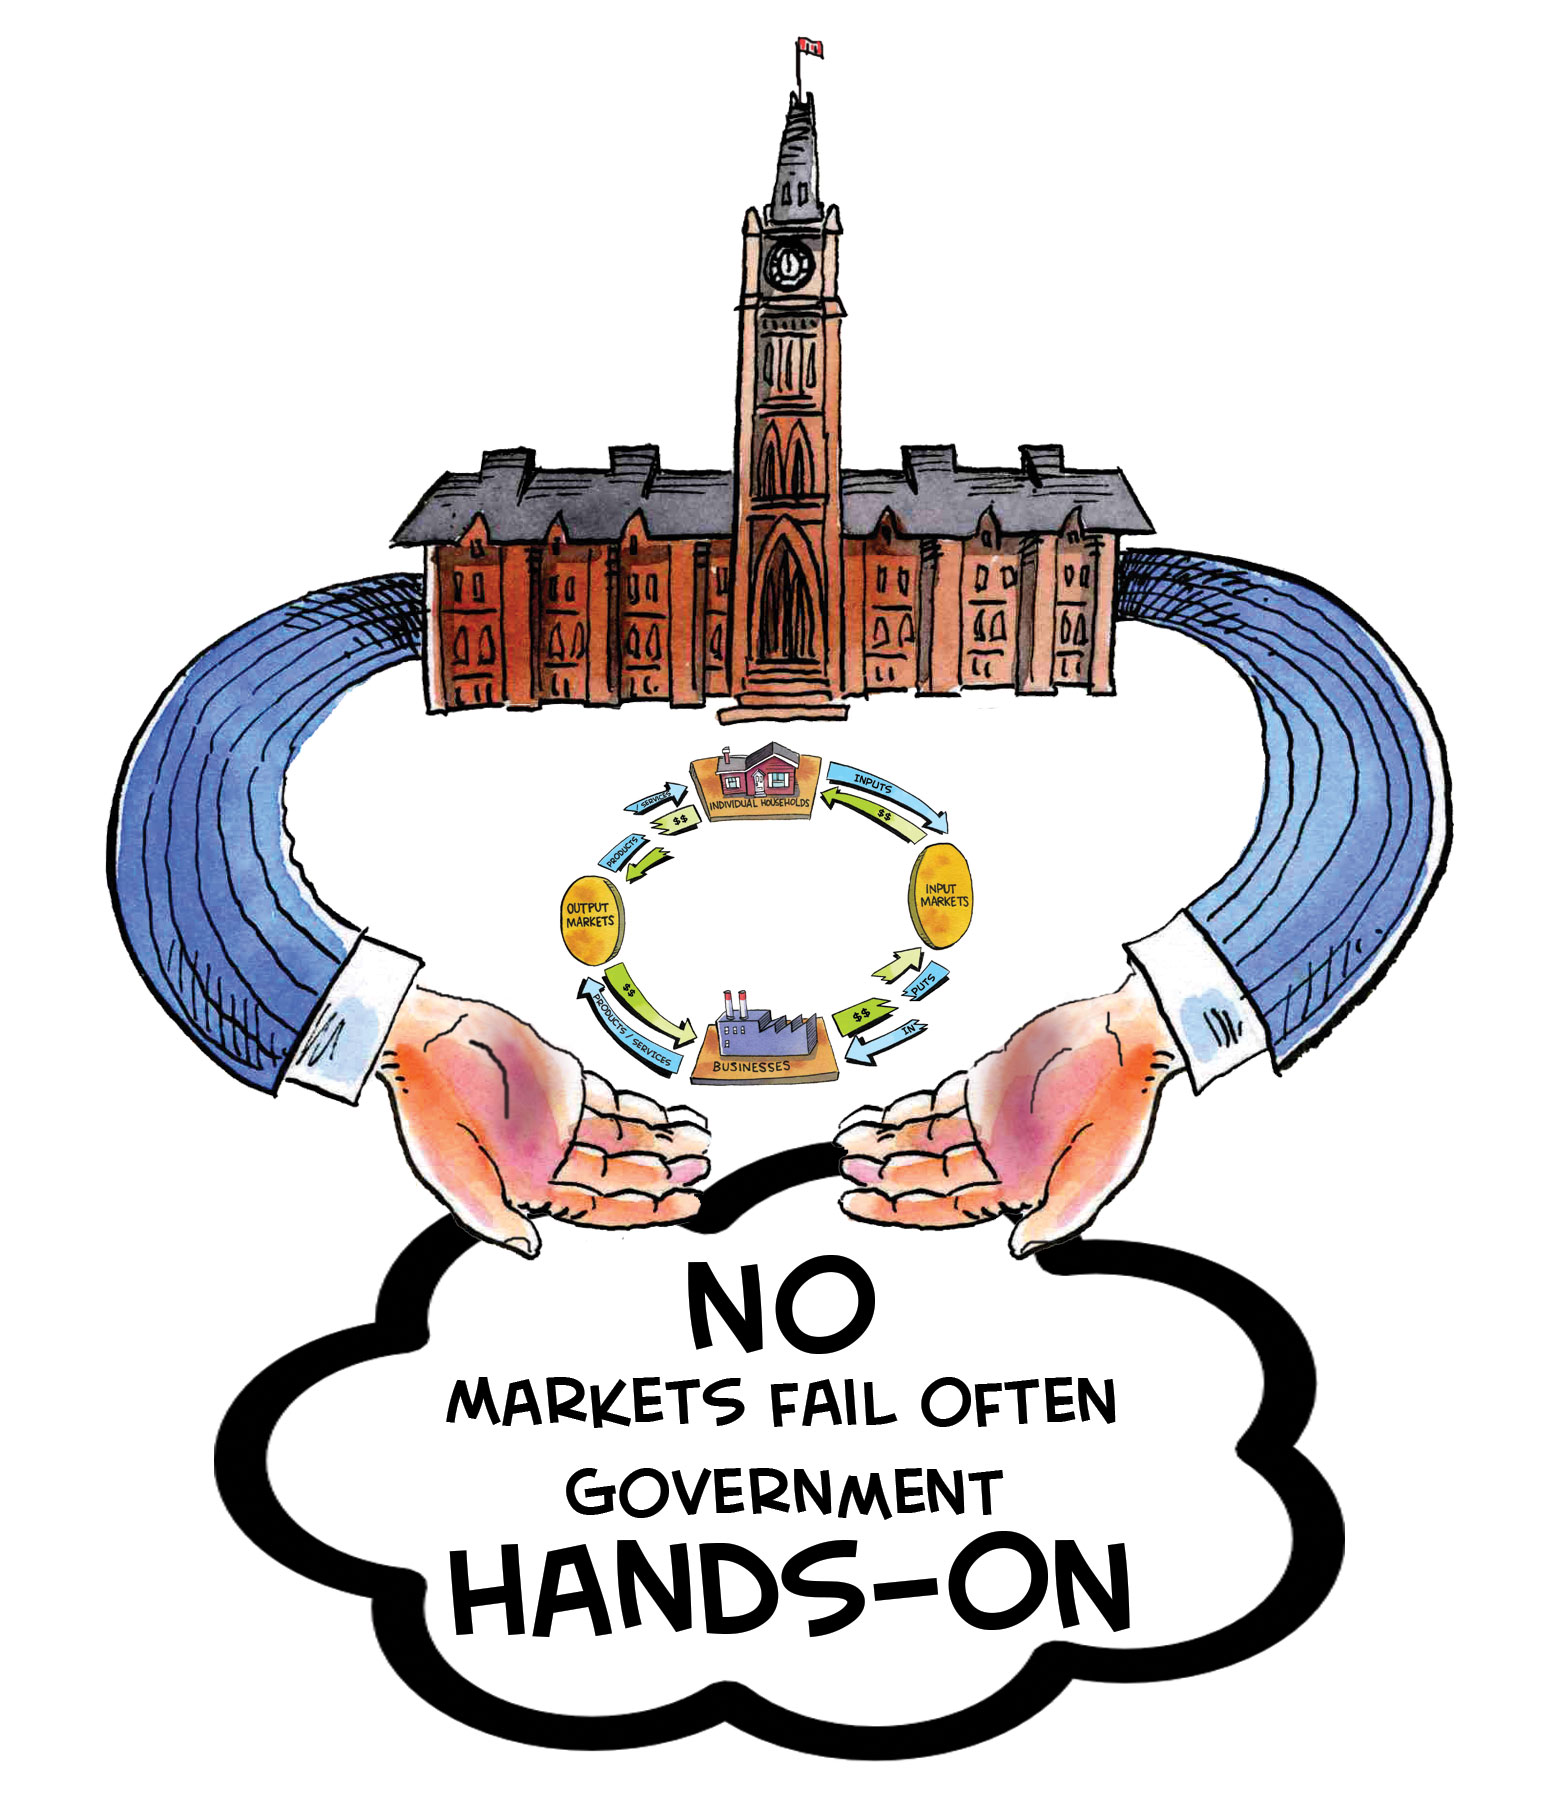 INDIVIDUAL HOUSEHOLDS
/ SERVICES
$$
PRODUCTS
INPUTS
$$
OUTPUT
MARKETS
INPUT
MARKETS
$$
PRODUCTS / SERVICES
BUSINESSES
$$
PUTS
IN
NO
MARKETS FAIL OFTEN
GOVERNMENT
HANDS-ON